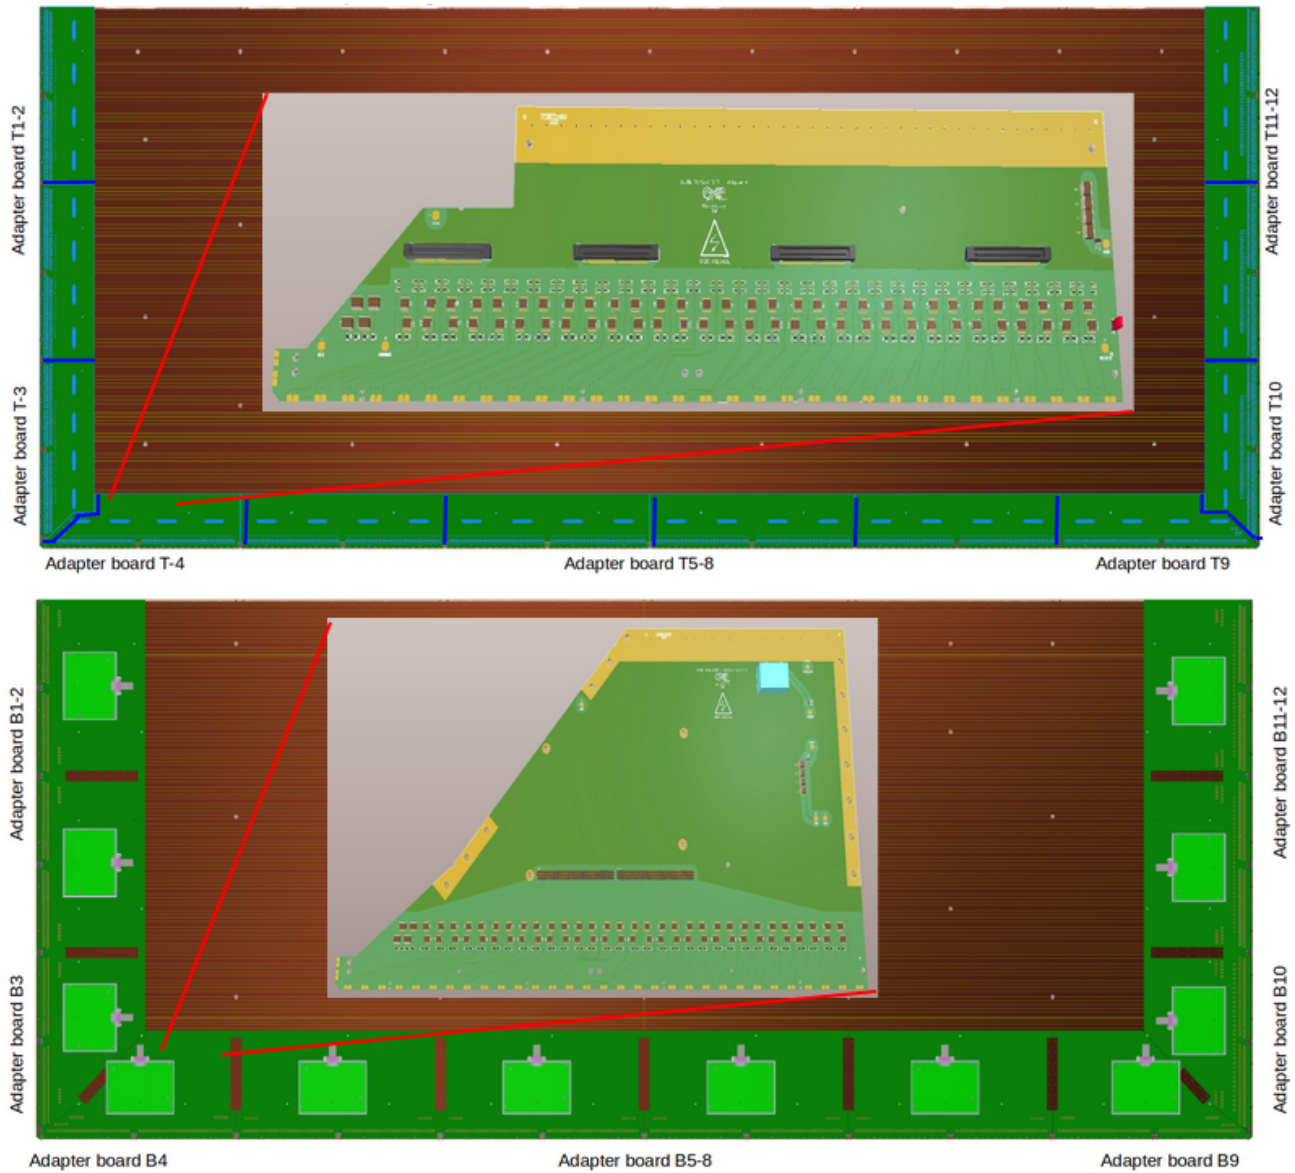 Adapter board T1-2
Adapter board T11-12
Adapter board T-3
Adapter board T10
Adapter board T-4
Adapter board T5-8
Adapter board T9
Adapter board B1-2
Adapter board B11-12
Adapter board B3
Adapter board B10
Adapter board B4
Adapter board B5-8
Adapter board B9